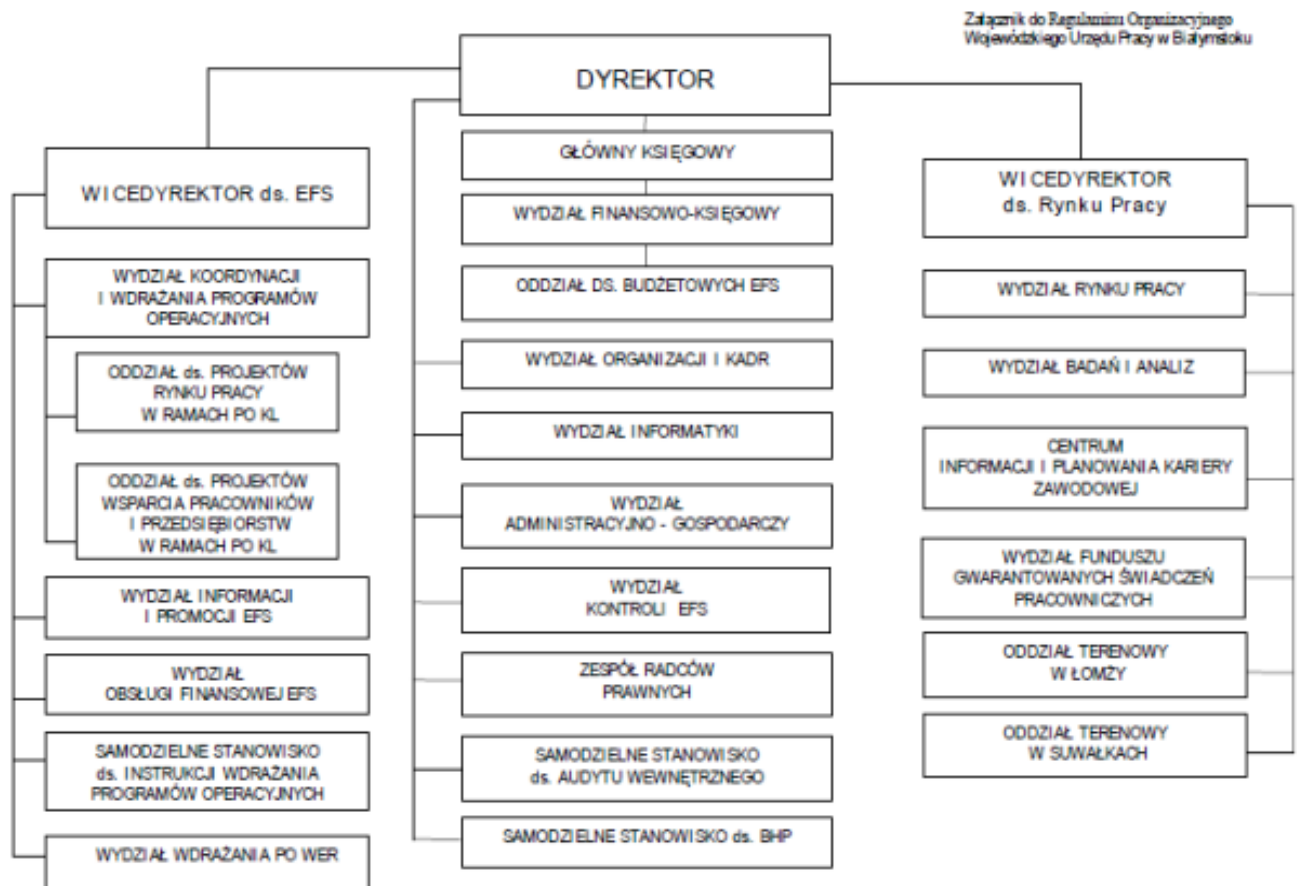 Załącznik do Regulaminu Organizacyjnego
Wojewódzkiego Urzędu Pracy w Białymstoku
DYREKTOR
GŁÓWNY KSIĘGOWY
WYDZIAŁ FINANSOWO-KSIĘGOWY
ODDZIAŁ DS. BUDŻETOWYCH EFS
WYDZIAŁ ORGANIZACJI I KADR
WYDZIAŁ INFORMATYKI
WYDZIAŁ
ADMINISTRACYJNO - GOSPODARCZY
WYDZIAŁ
KONTROLI EFS
ZESPÓŁ RADCÓW
PRAWNYCH
SAMODZIELNE STANOWISKO
ds. AUDYTU WEWNĘTRZNEGO
SAMODZIELNE STANOWISKO ds. BHP
WICEDYREKTOR ds. EFS
WYDZIAŁ KOORDYNACJI
I WDRAŻANIA PROGRAMÓW
OPERACYJNYCH
ODDZIAŁ ds. PROJEKTÓW
RYNKU PRACY
W RAMACH PO KL
ODDZIAŁ ds. PROJEKTÓW
WSPARCIA PRACOWNIKÓW
I PRZEDSIĘBIORSTW
W RAMACH PO KL
WYDZIAŁ INFORMACJI
I PROMOCJI EFS
WYDZIAŁ
OBSŁUGI FINANSOWEJ EFS
SAMODZIELNE STANOWISKO
ds. INSTRUKCJI WDRAŻANIA
PROGRAMÓW OPERACYJNYCH
WYDZIAŁ WDRAŻANIA PO WER
WICEDYREKTOR
ds. Rynku Pracy
WYDZIAŁ RYNKU PRACY
WYDZIAŁ BADAŃ I ANALIZ
CENTRUM
INFORMACJI I PLANOWANIA KARIERY
ZAWODOWEJ
WYDZIAŁ FUNDUSZU
GWARANTOWANYCH ŚWIADCZEŃ
PRACOWNICZYCH
ODDZIAŁ TERENOWY
W ŁOMŻY
ODDZIAŁ TERENOWY
W SUWAŁKACH